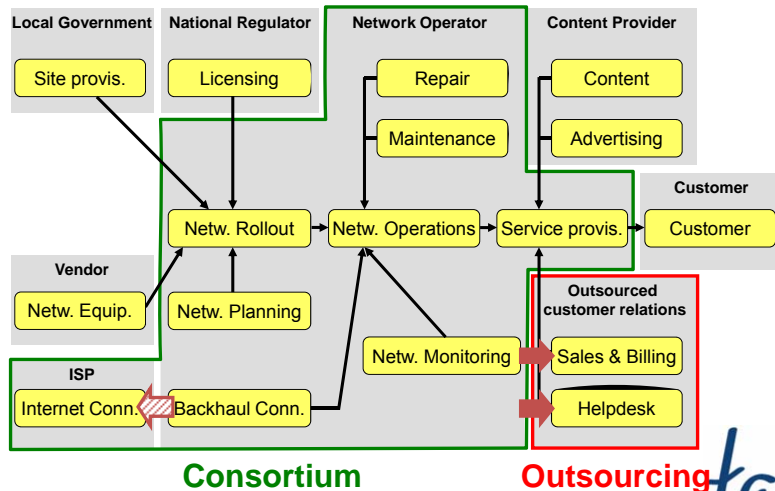 Local Government
National Regulator
Network Operator
Content Provider
Site provis.
Licensing
Repair
Content
Maintenance
Advertising
Customer
Netw. Rollout
Netw. Operations
Service provis.
Customer
Vendor
Netw. Equip.
Netw. Planning
Outsourced
customer relations
Netw. Monitoring
Sales & Billing
ISP
Internet Conn.
Backhaul Conn.
Helpdesk
Consortium
Outsourcing